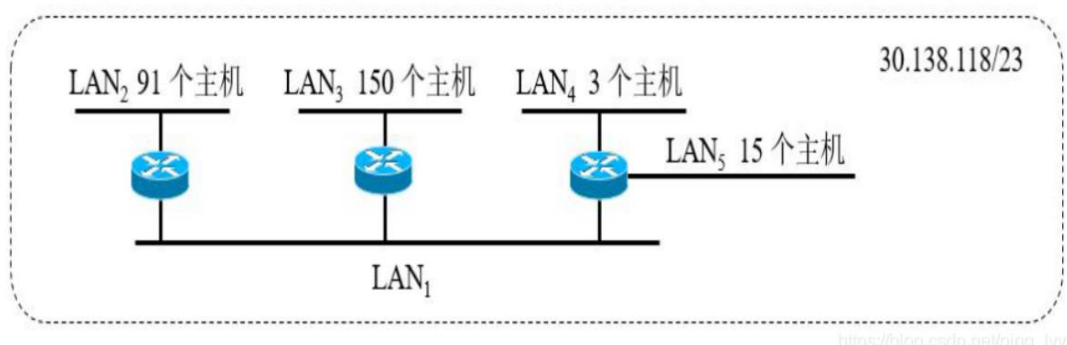 30.138.118/23
LAN₂ 91 个主机
LAN₃ 150 个主机
LAN₄ 3 个主机
LAN₅ 15 个主机
LAN₁